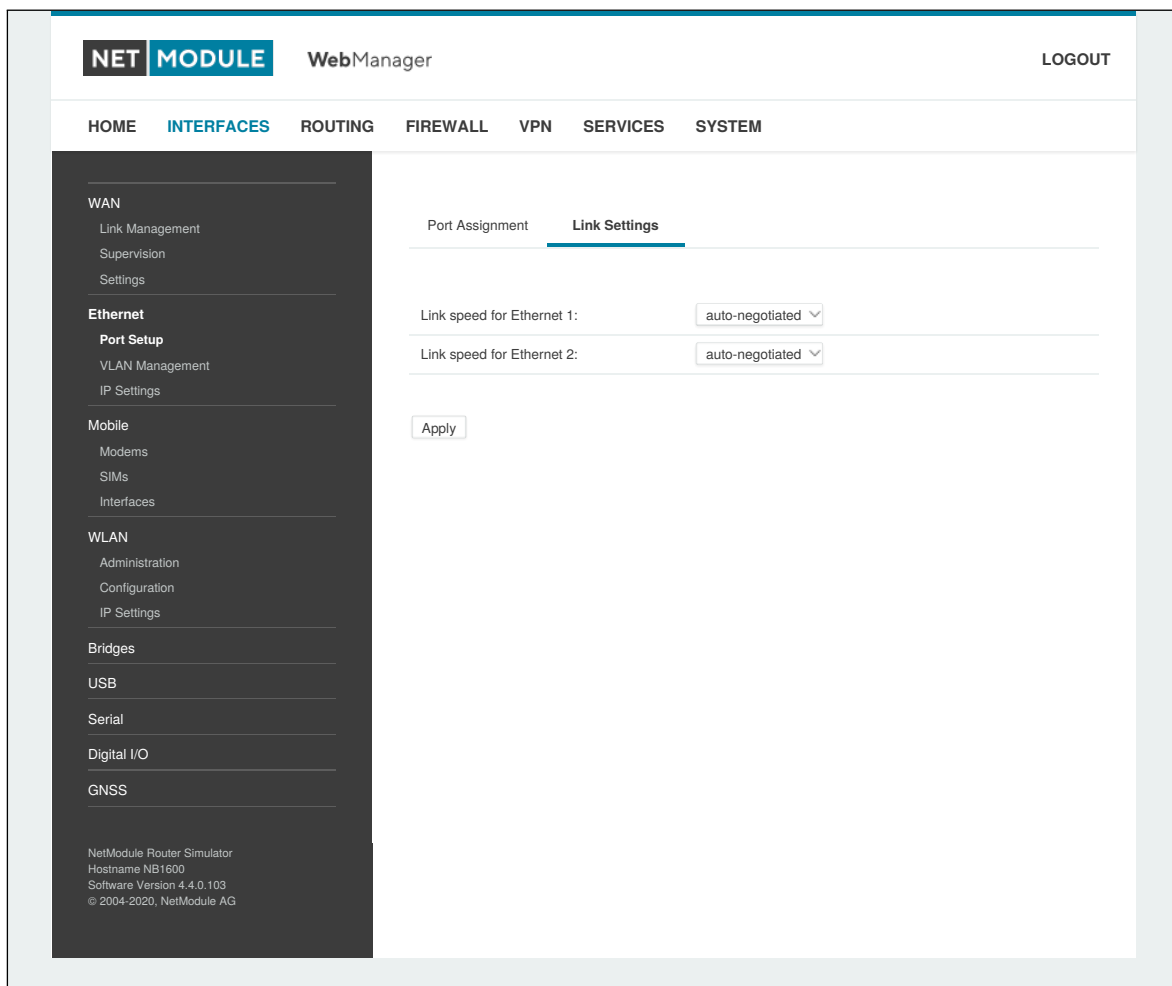 NET MODULE WebManager LOGOUT
HOME INTERFACES ROUTING FIREWALL VPN SERVICES SYSTEM
WAN
Link Management
Supervision
Settings
Ethernet
Port Setup
VLAN Management
IP Settings
Mobile
Modems
SIMs
Interfaces
WLAN
Administration
Configuration
IP Settings
Bridges
USB
Serial
Digital I/O
GNSS
NetModule Router Simulator
Hostname NB1600
Software Version 4.4.0.103
© 2004-2020, NetModule AG
Port Assignment Link Settings
Link speed for Ethernet 1: auto-negotiated
Link speed for Ethernet 2: auto-negotiated
Apply